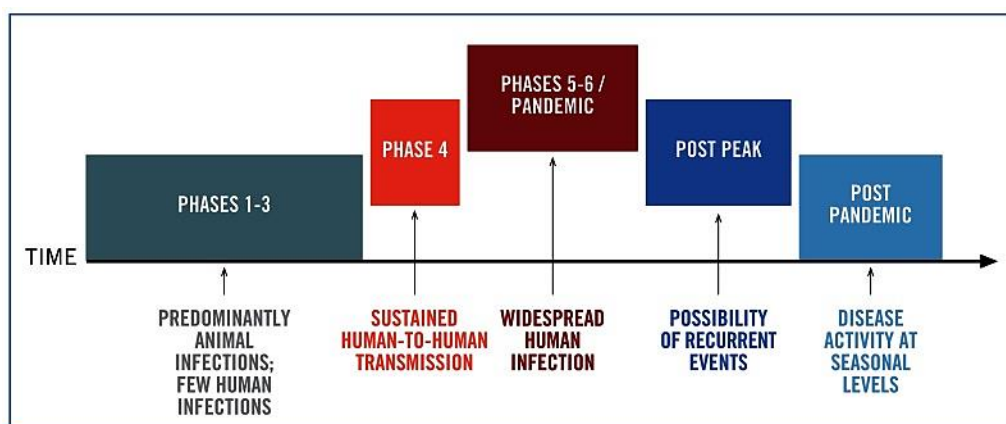 PHASES 5-6 /
PANDEMIC
PHASE 4
POST PEAK
PHASES 1-3
POST
PANDEMIC
TIME
PREDOMINANTLY
ANIMAL
INFECTIONS;
FEW HUMAN
INFECTIONS
SUSTAINED
HUMAN-TO-HUMAN
TRANSMISSION
WIDESPREAD
HUMAN
INFECTION
POSSIBILITY
OF RECURRENT
EVENTS
DISEASE
ACTIVITY AT
SEASONAL
LEVELS